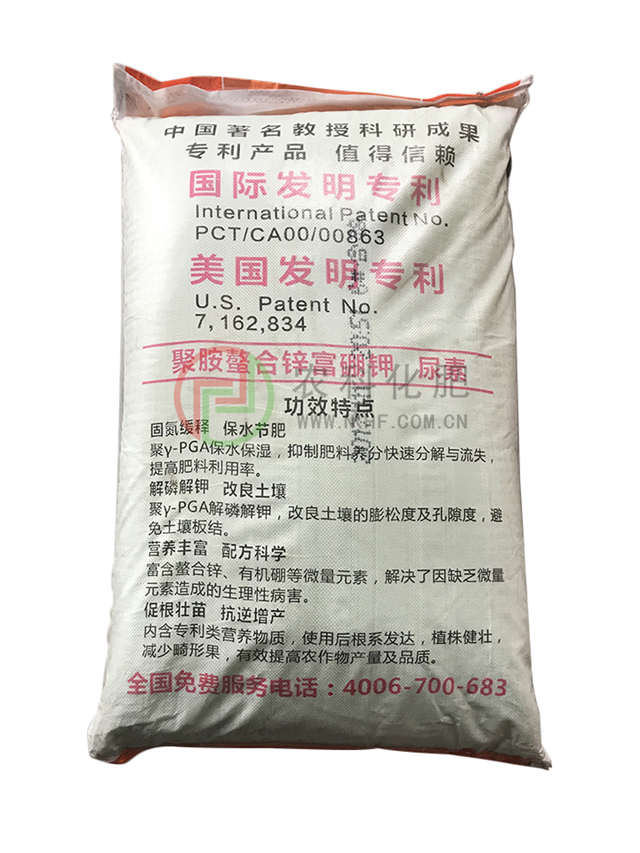 中国著名教授科研成果
专利产品 值得信赖
国际发明专利
International Patent No.
PCT/CA00/00863
美国发明专利
U.S. Patent No.
7,162,834
聚胺螯合锌富硼钾 尿素
农科化肥
WWW.NKHF.COM.CN
功效特点
固氮缓释 保水节肥
聚γ-PGA保水保湿，抑制肥料养分快速分解与流失，
提高肥料利用率。
解磷解钾 改良土壤
聚γ-PGA解磷解钾，改良土壤的膨松度及孔隙度，避
免土壤板结。
营养丰富 配方科学
富含螯合锌、有机硼等微量元素，解决了因缺乏微量
元素造成的生理性病害。
促根壮苗 抗逆增产
内含专利类营养物质，使用后根系发达，植株健壮，
减少畸形果，有效提高农作物产量及品质。
全国免费服务电话：4006-700-683